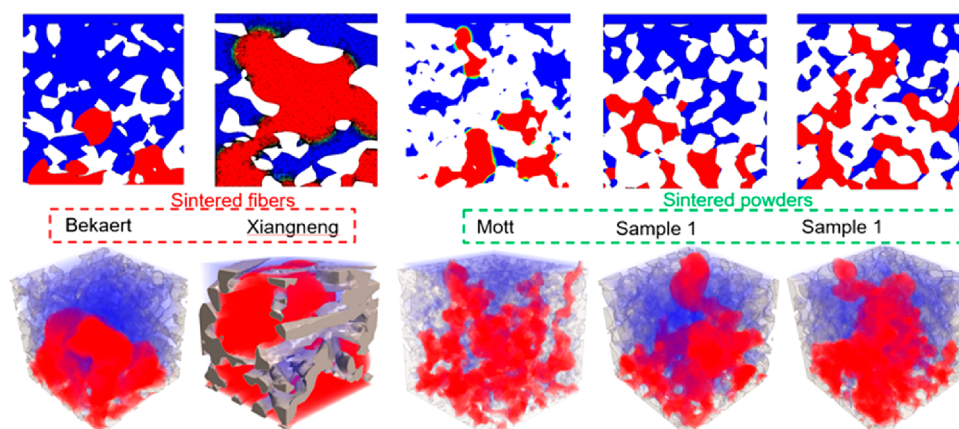 Sintered fibers
Sintered powders
Bekaert
Xiangneng
Mott
Sample 1
Sample 1